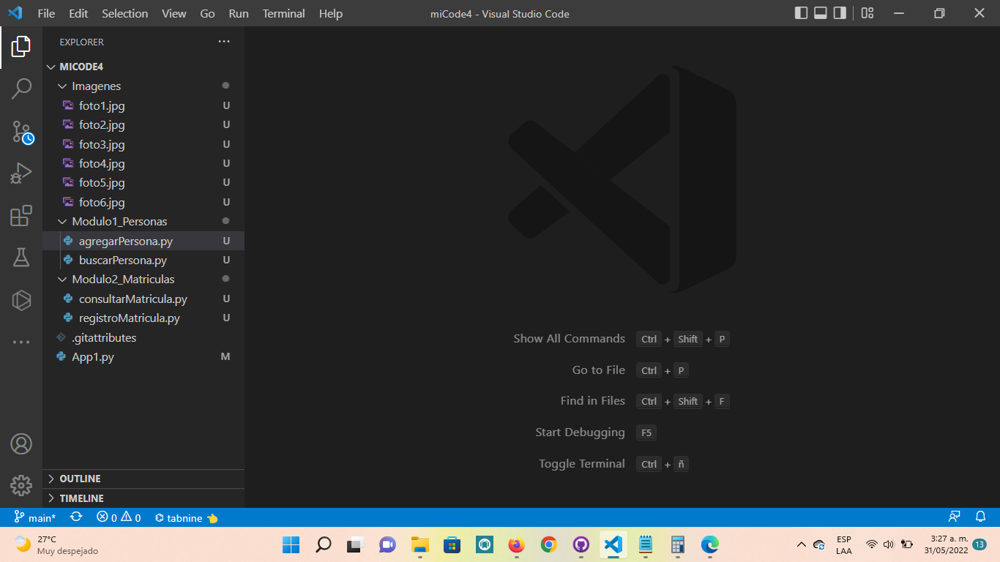 File Edit Selection View Go Run Terminal Help
miCode4 - Visual Studio Code
EXPLORER
MICODE4
Imagenes
foto1.jpg U
foto2.jpg U
foto3.jpg U
foto4.jpg U
foto5.jpg U
foto6.jpg U
Modulo1_Personas
agregarPersona.py U
buscarPersona.py U
Modulo2_Matriculas
consultarMatricula.py U
registroMatricula.py U
.gitattributes
App1.py M
OUTLINE
TIMELINE
Show All Commands Ctrl + Shift + P
Go to File Ctrl + P
Find in Files Ctrl + Shift + F
Start Debugging F5
Toggle Terminal Ctrl + ñ
main* 0 0 tabnine
27°C
Muy despejado
ESP
LAA
3:27 a. m.
31/05/2022
13